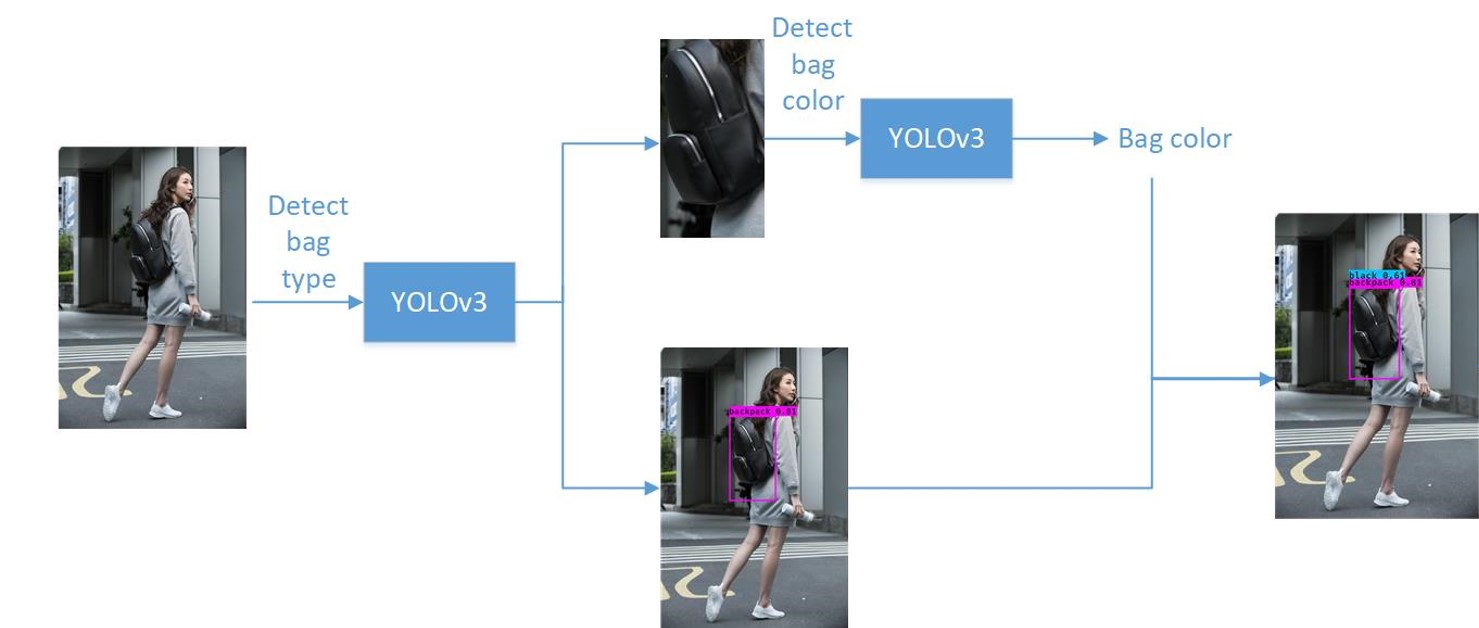 Detect
bag
color
YOLOv3
Bag color
Detect
bag
type
YOLOv3
black 0.61
backpack 0.81
backpack 0.81